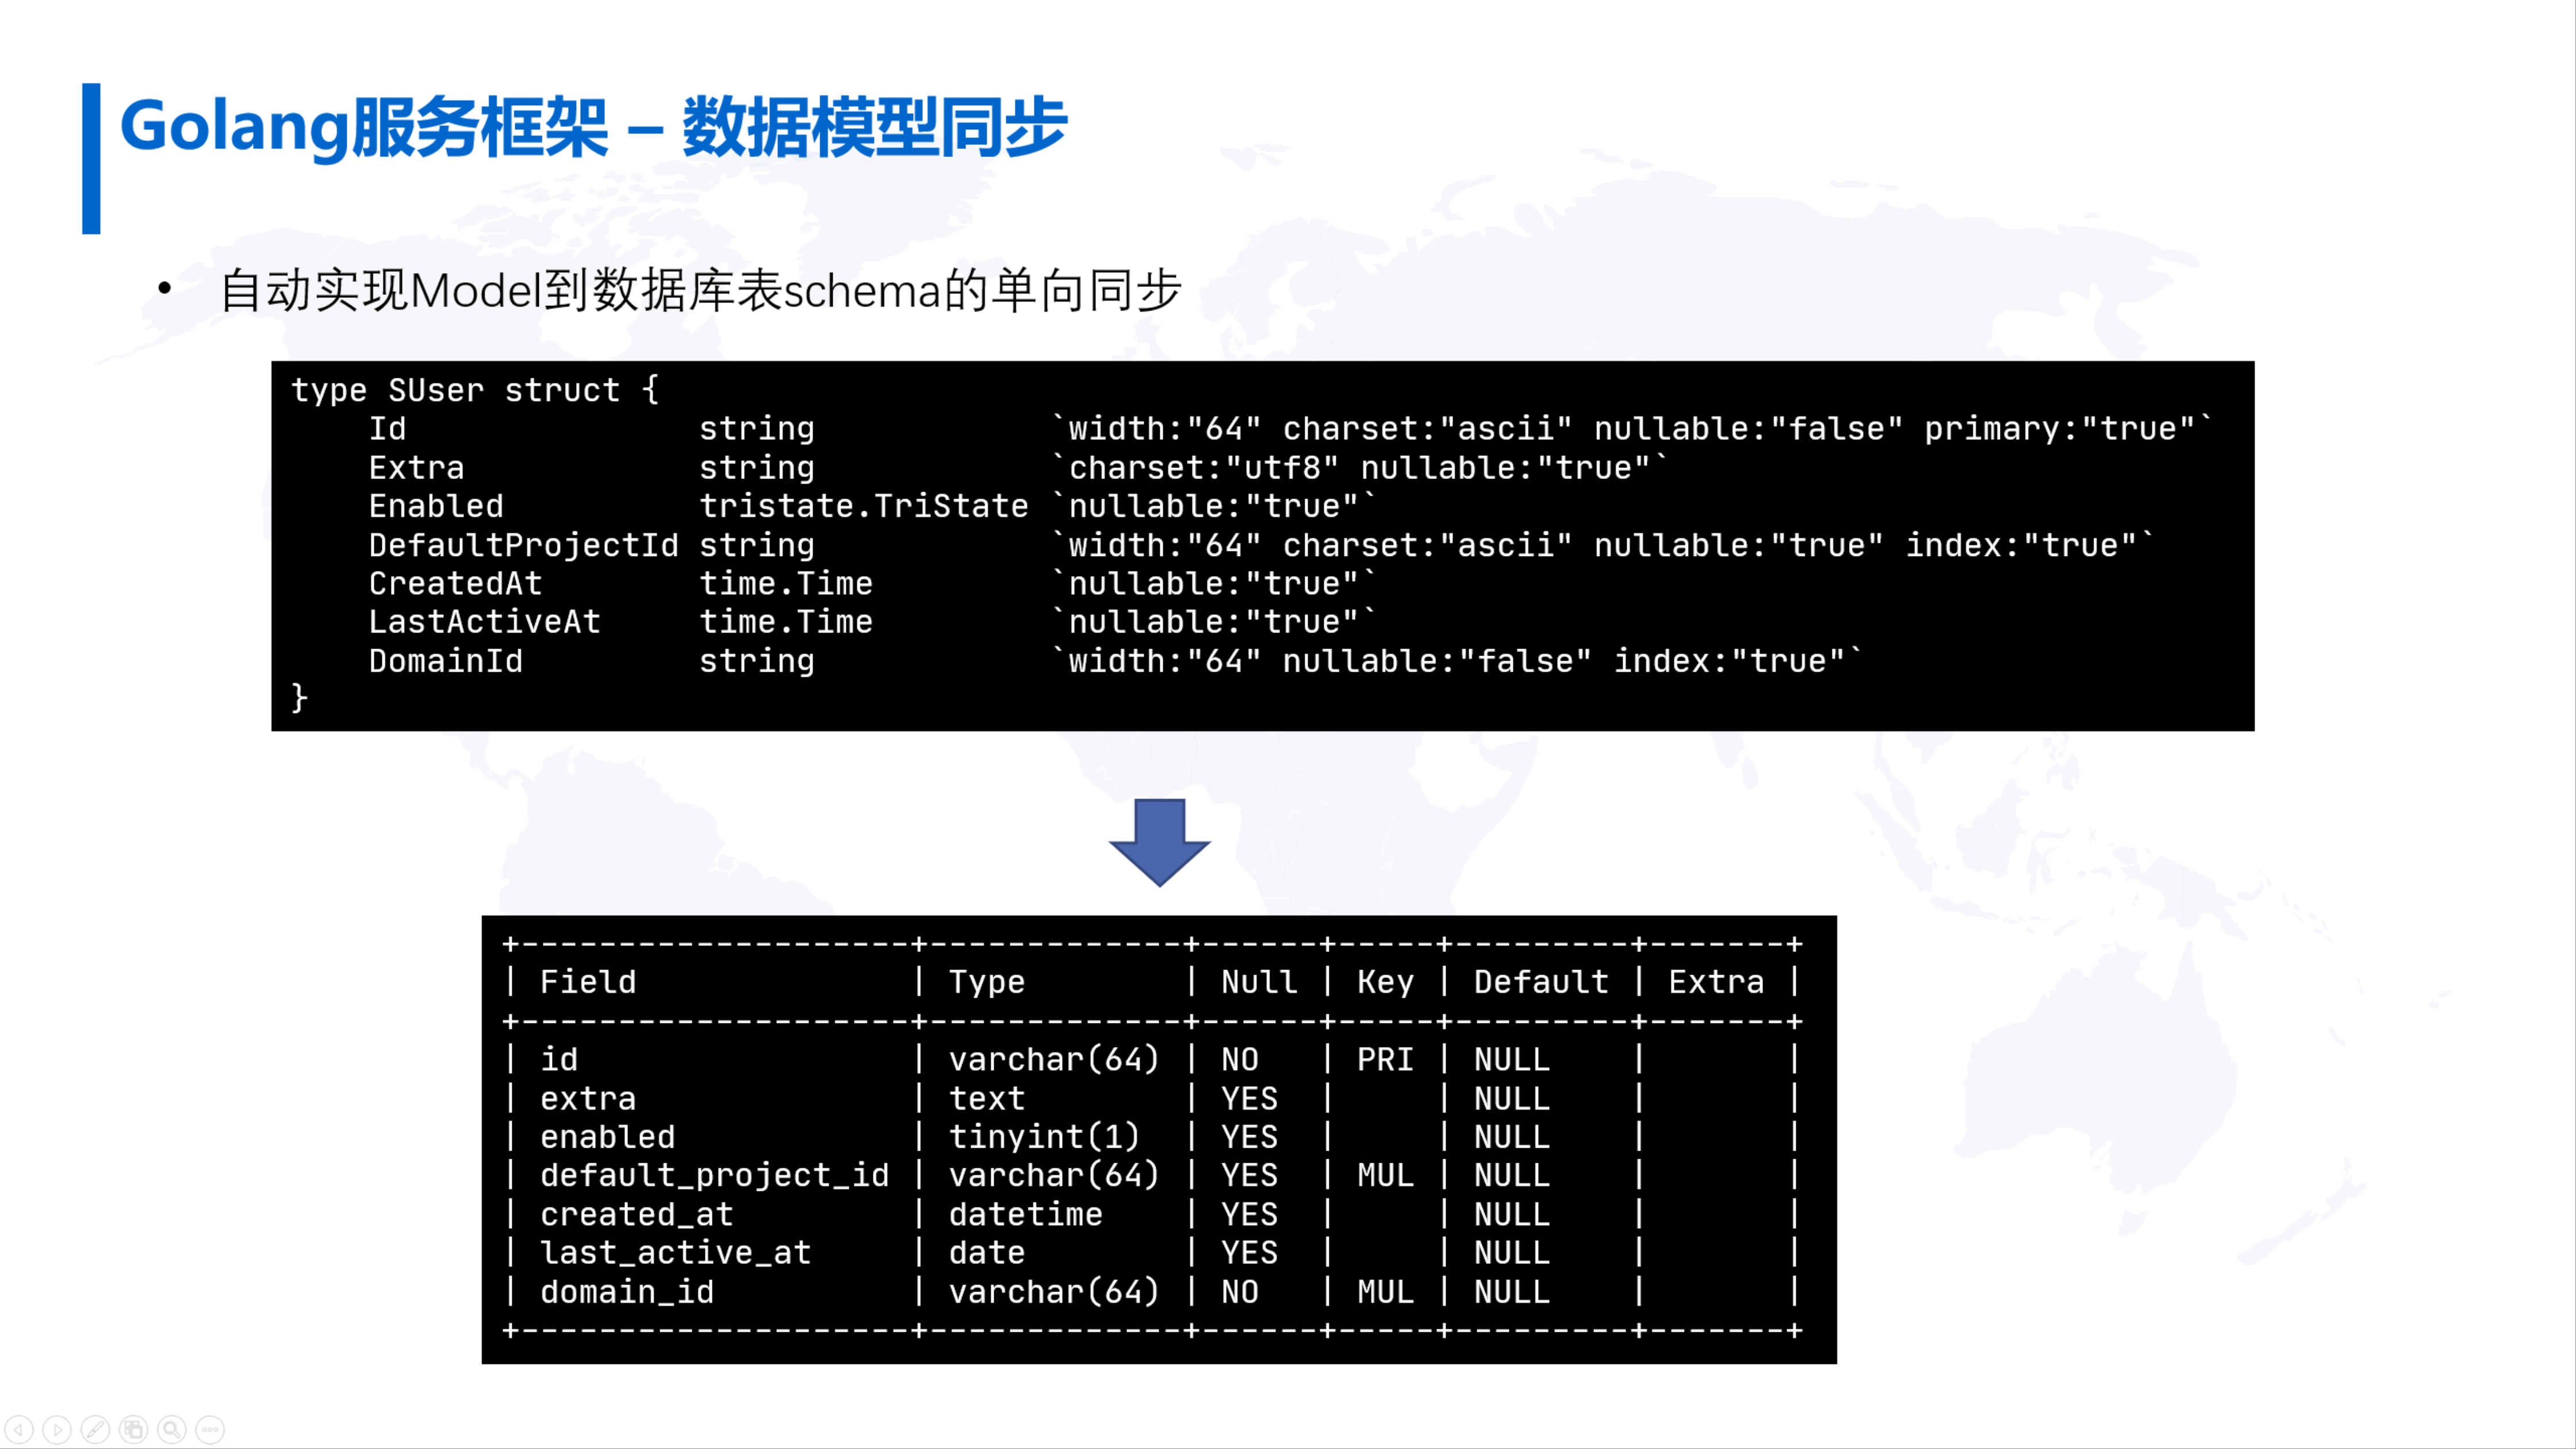 Golang服务框架 – 数据模型同步
• 自动实现Model到数据库表schema的单向同步
type SUser struct {
    Id               string            `width:"64" charset:"ascii" nullable:"false" primary:"true"`
    Extra            string            `charset:"utf8" nullable:"true"`
    Enabled          tristate.TriState `nullable:"true"`
    DefaultProjectId string            `width:"64" charset:"ascii" nullable:"true" index:"true"`
    CreatedAt        time.Time         `nullable:"true"`
    LastActiveAt     time.Time         `nullable:"true"`
    DomainId         string            `width:"64" nullable:"false" index:"true"`
}
+--------------------+-------------+------+-----+---------+-------+
| Field              | Type        | Null | Key | Default | Extra |
+--------------------+-------------+------+-----+---------+-------+
| id                 | varchar(64) | NO   | PRI | NULL    |       |
| extra              | text        | YES  |     | NULL    |       |
| enabled            | tinyint(1)  | YES  |     | NULL    |       |
| default_project_id | varchar(64) | YES  | MUL | NULL    |       |
| created_at         | datetime    | YES  |     | NULL    |       |
| last_active_at     | date        | YES  |     | NULL    |       |
| domain_id          | varchar(64) | NO   | MUL | NULL    |       |
+--------------------+-------------+------+-----+---------+-------+